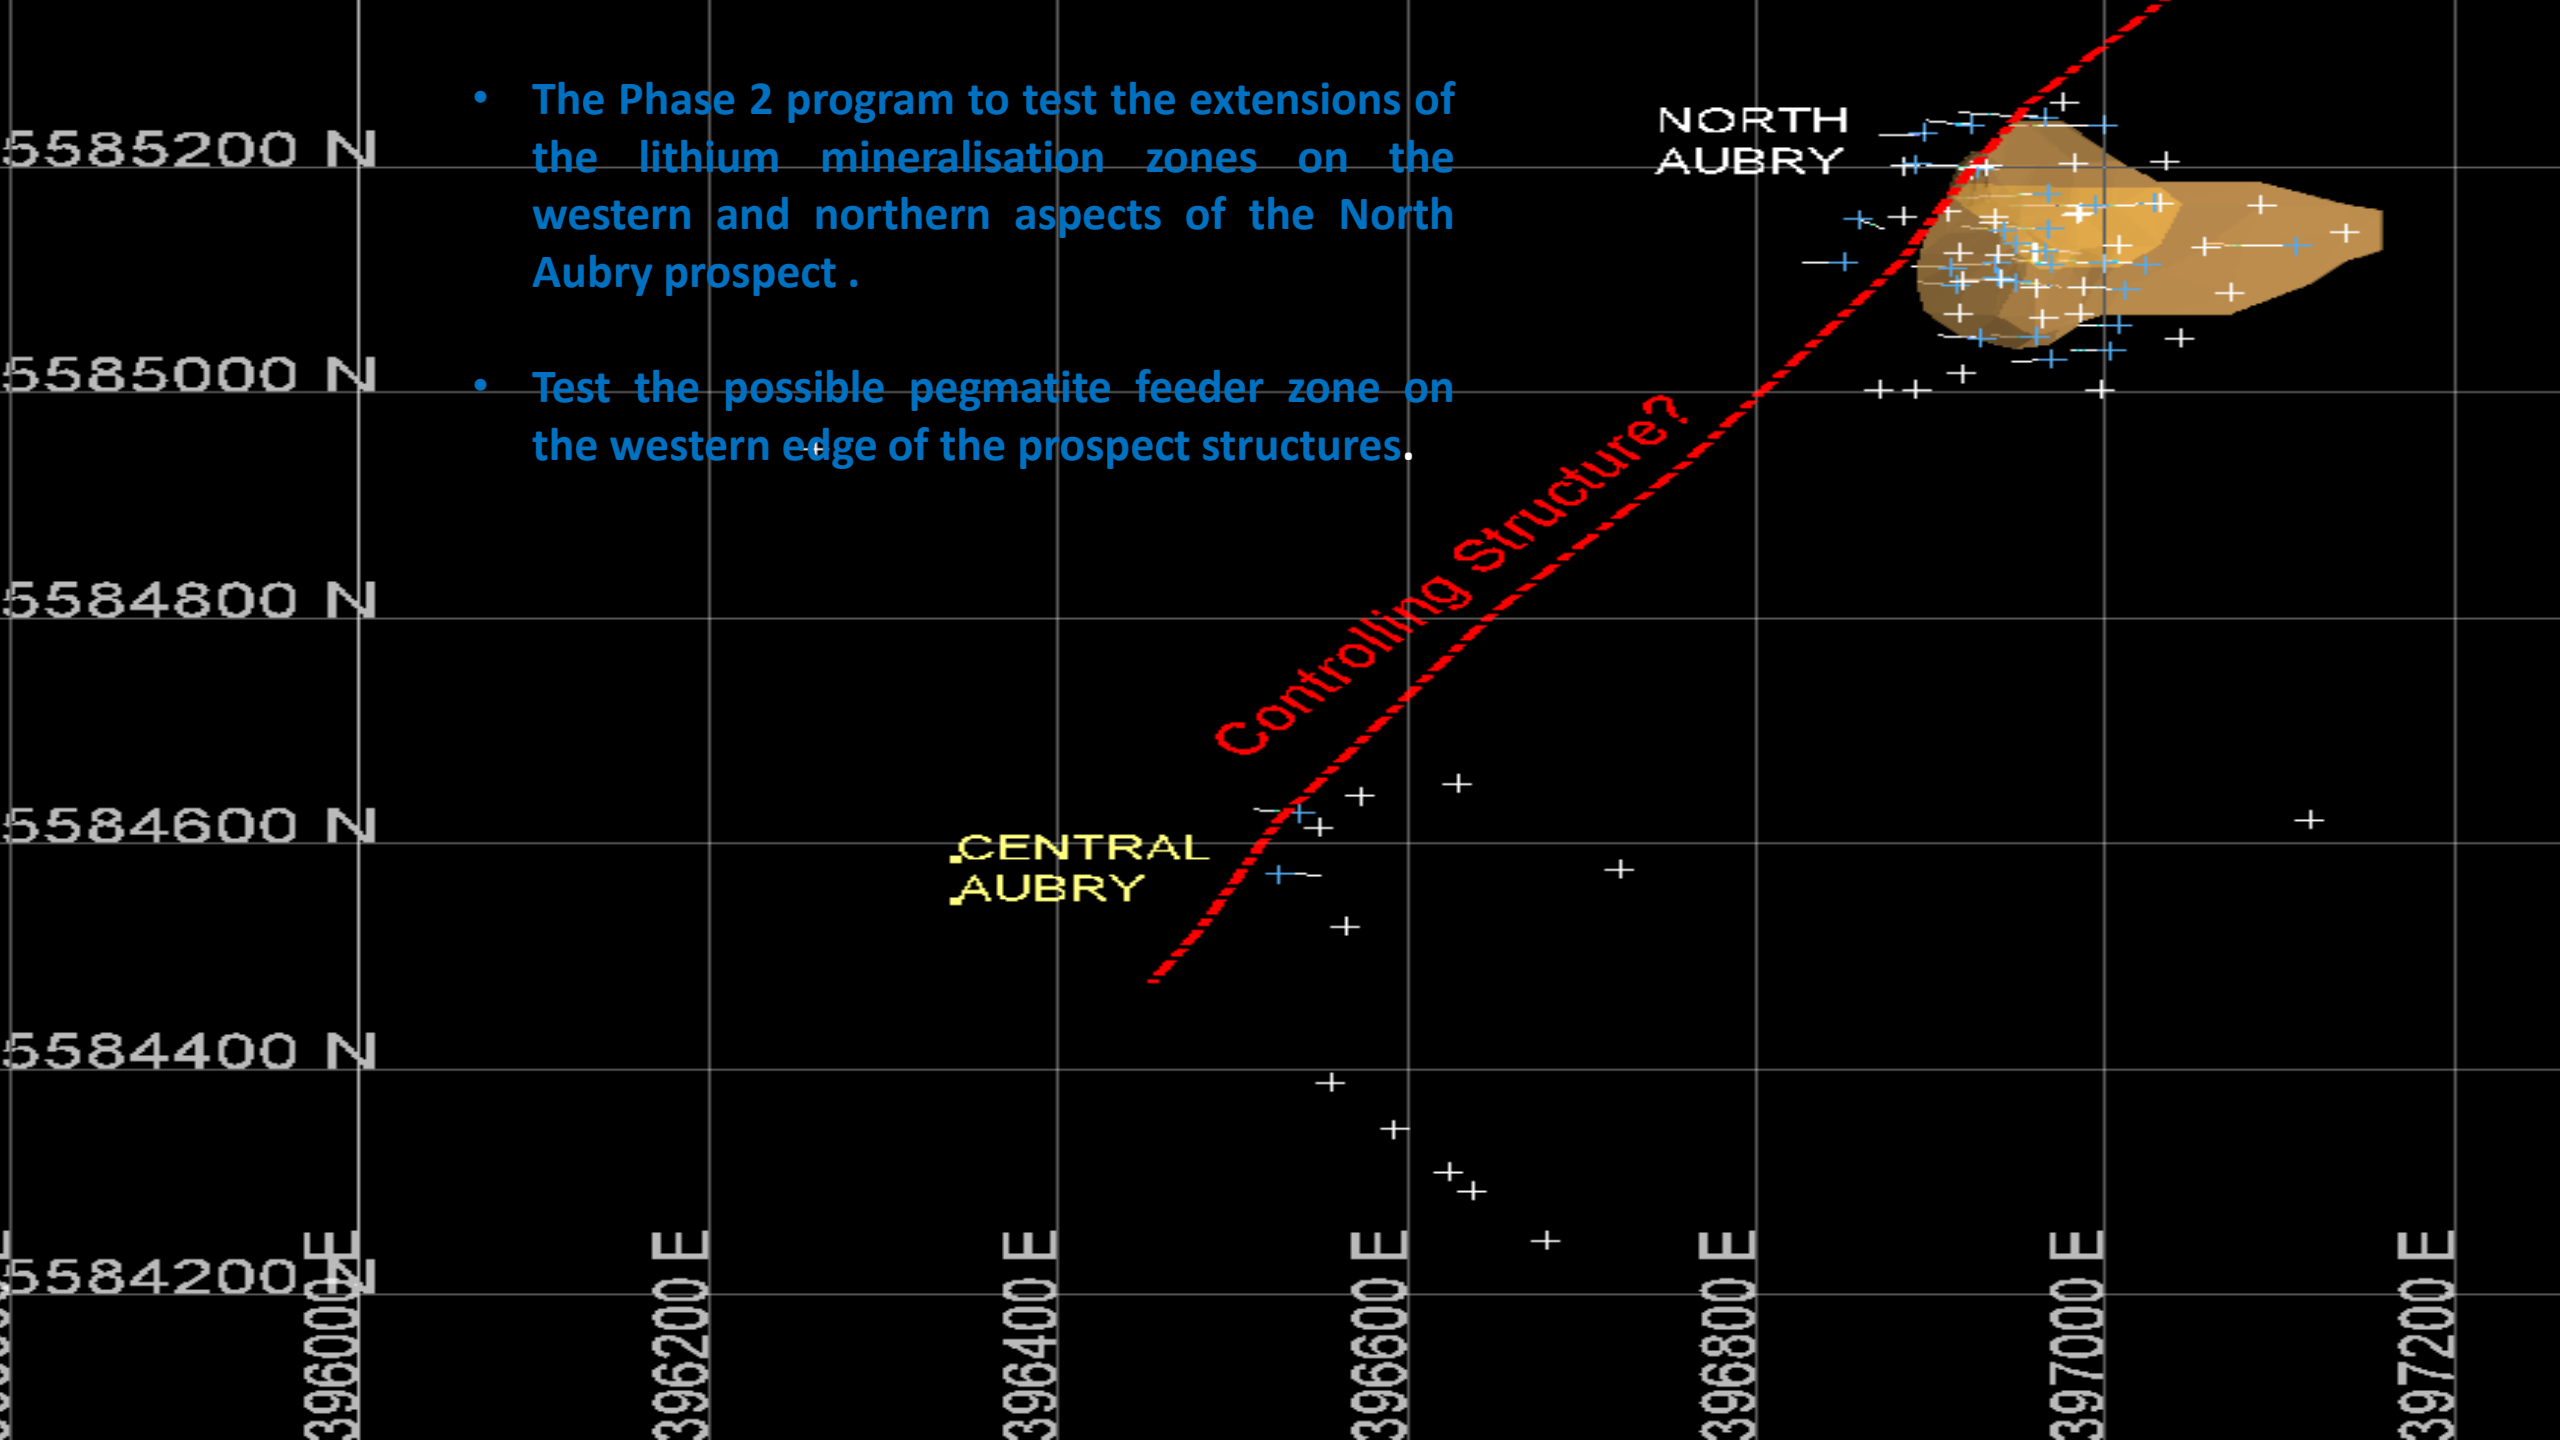 • The Phase 2 program to test the extensions of
the lithium mineralisation zones on the
western and northern aspects of the North
Aubry prospect .
• Test the possible pegmatite feeder zone on
the western edge of the prospect structures.
NORTH
AUBRY
Controlling Structure?
CENTRAL
AUBRY
5585200 N
5585000 N
5584800 N
5584600 N
5584400 N
5584200 N
396000 E
396200 E
396400 E
396600 E
396800 E
397000 E
397200 E